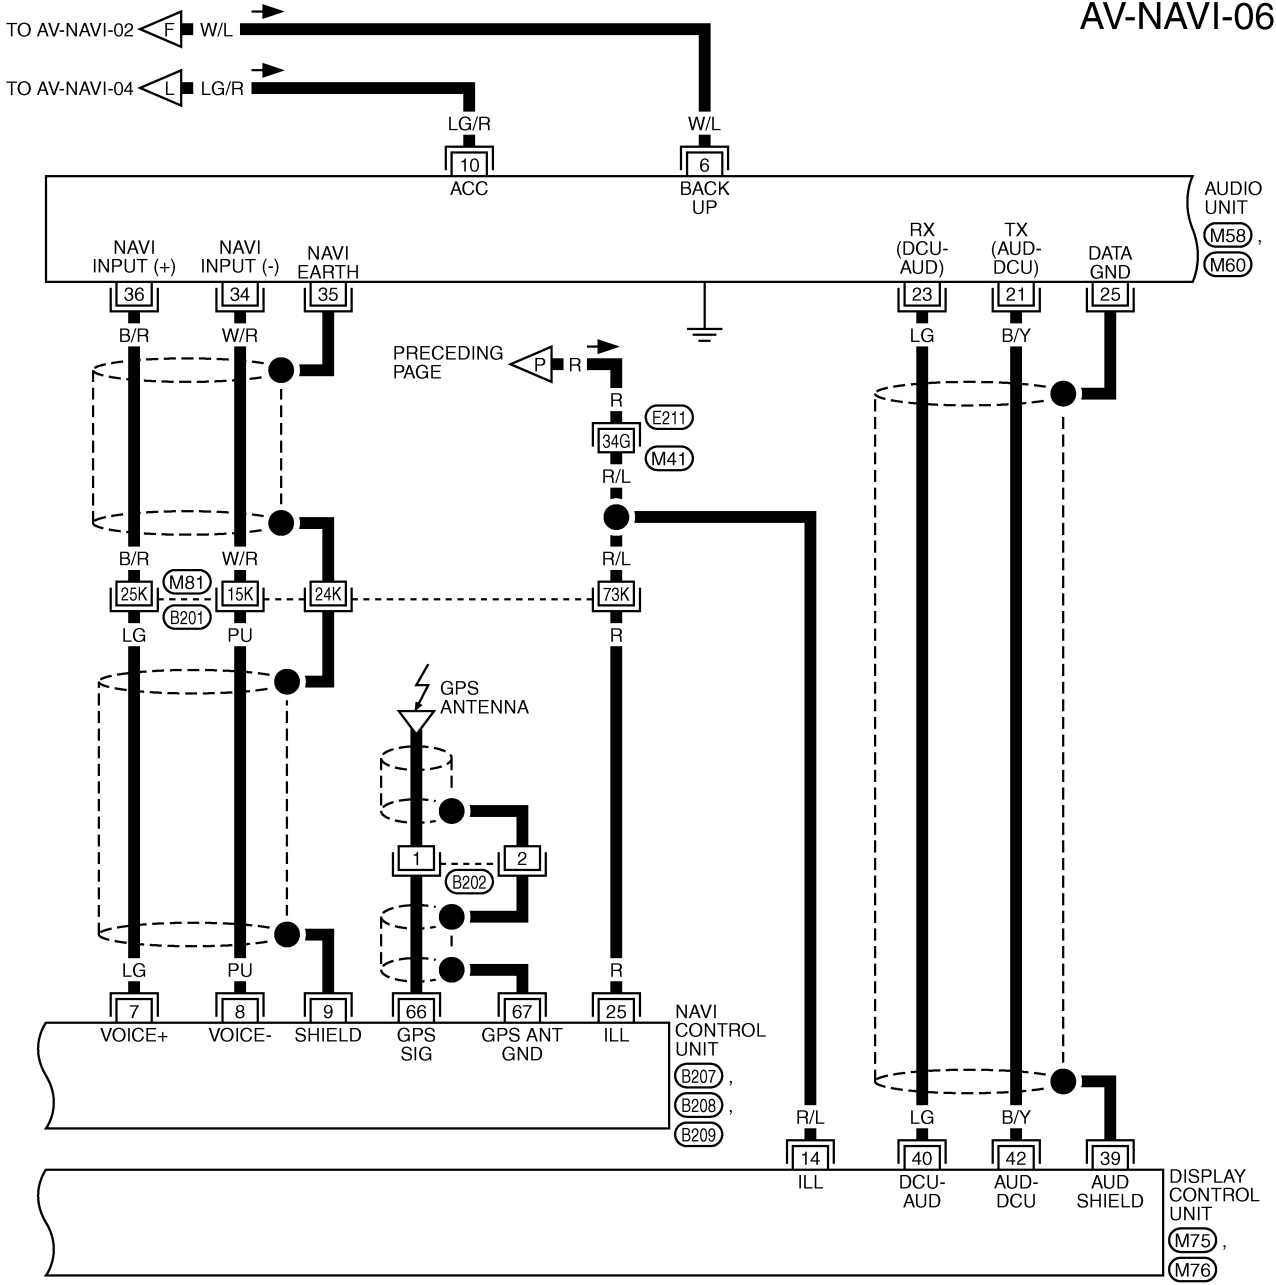 AV-NAVI-06
TO AV-NAVI-02 F W/L
TO AV-NAVI-04 L LG/R
LG/R W/L
10 6
ACC BACK
UP
AUDIO
UNIT
M58 ,
M60
NAVI
INPUT (+)
NAVI
INPUT (-)
NAVI
EARTH
RX
(DCU-
AUD)
TX
(AUD-
DCU)
DATA
GND
36 34 35 23 21 25
B/R W/R LG B/Y
PRECEDING
PAGE
P R
R
E211
34G
M41
R/L
B/R W/R R/L
25K M81 15K 24K 73K
B201
LG PU R
GPS
ANTENNA
1 2
B202
LG PU R
7 8 9 66 67 25
VOICE+ VOICE- SHIELD
GPS
SIG
GPS ANT
GND
ILL
NAVI
CONTROL
UNIT
B207 ,
B208 ,
B209
R/L LG B/Y
14 40 42 39
ILL
DCU-
AUD
AUD-
DCU
AUD
SHIELD
DISPLAY
CONTROL
UNIT
M75 ,
M76